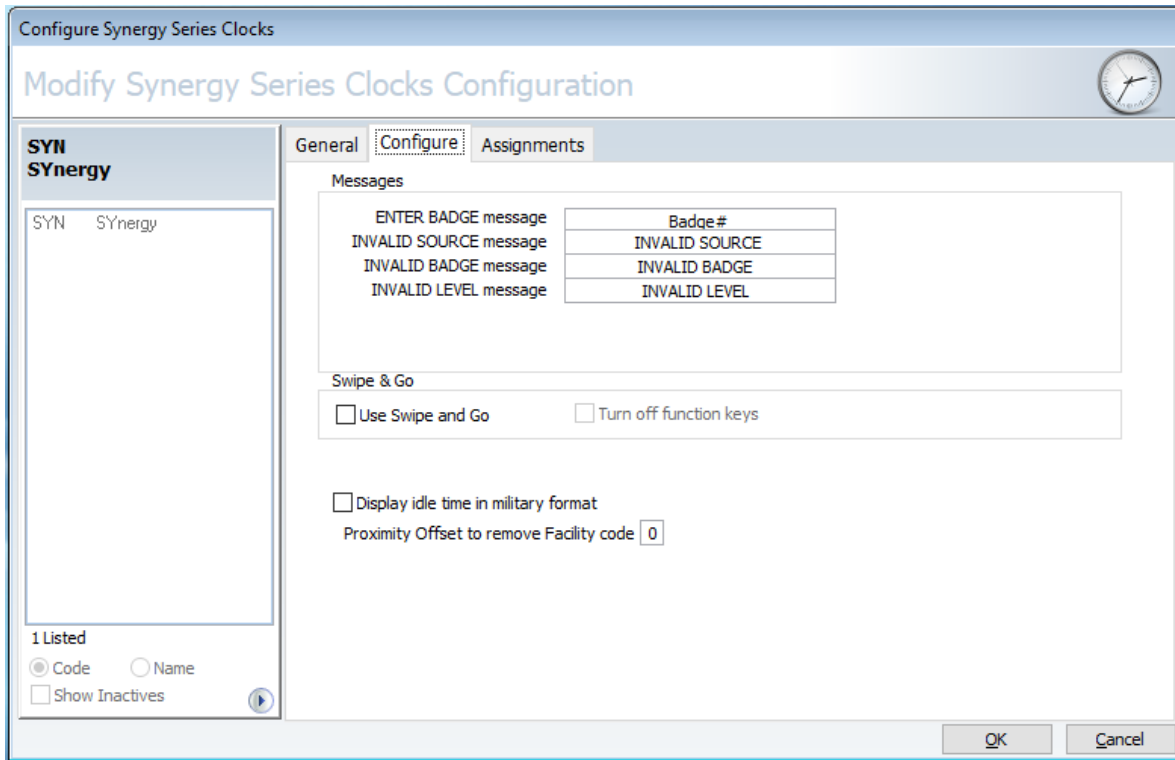 Configure Synergy Series Clocks
Modify Synergy Series Clocks Configuration
SYN
SYnergy
SYN SYnergy
1 Listed
Code Name
Show Inactives
General Configure Assignments
Messages
ENTER BADGE message Badge#
INVALID SOURCE message INVALID SOURCE
INVALID BADGE message INVALID BADGE
INVALID LEVEL message INVALID LEVEL
Swipe & Go
Use Swipe and Go Turn off function keys
Display idle time in military format
Proximity Offset to remove Facility code 0
OK Cancel